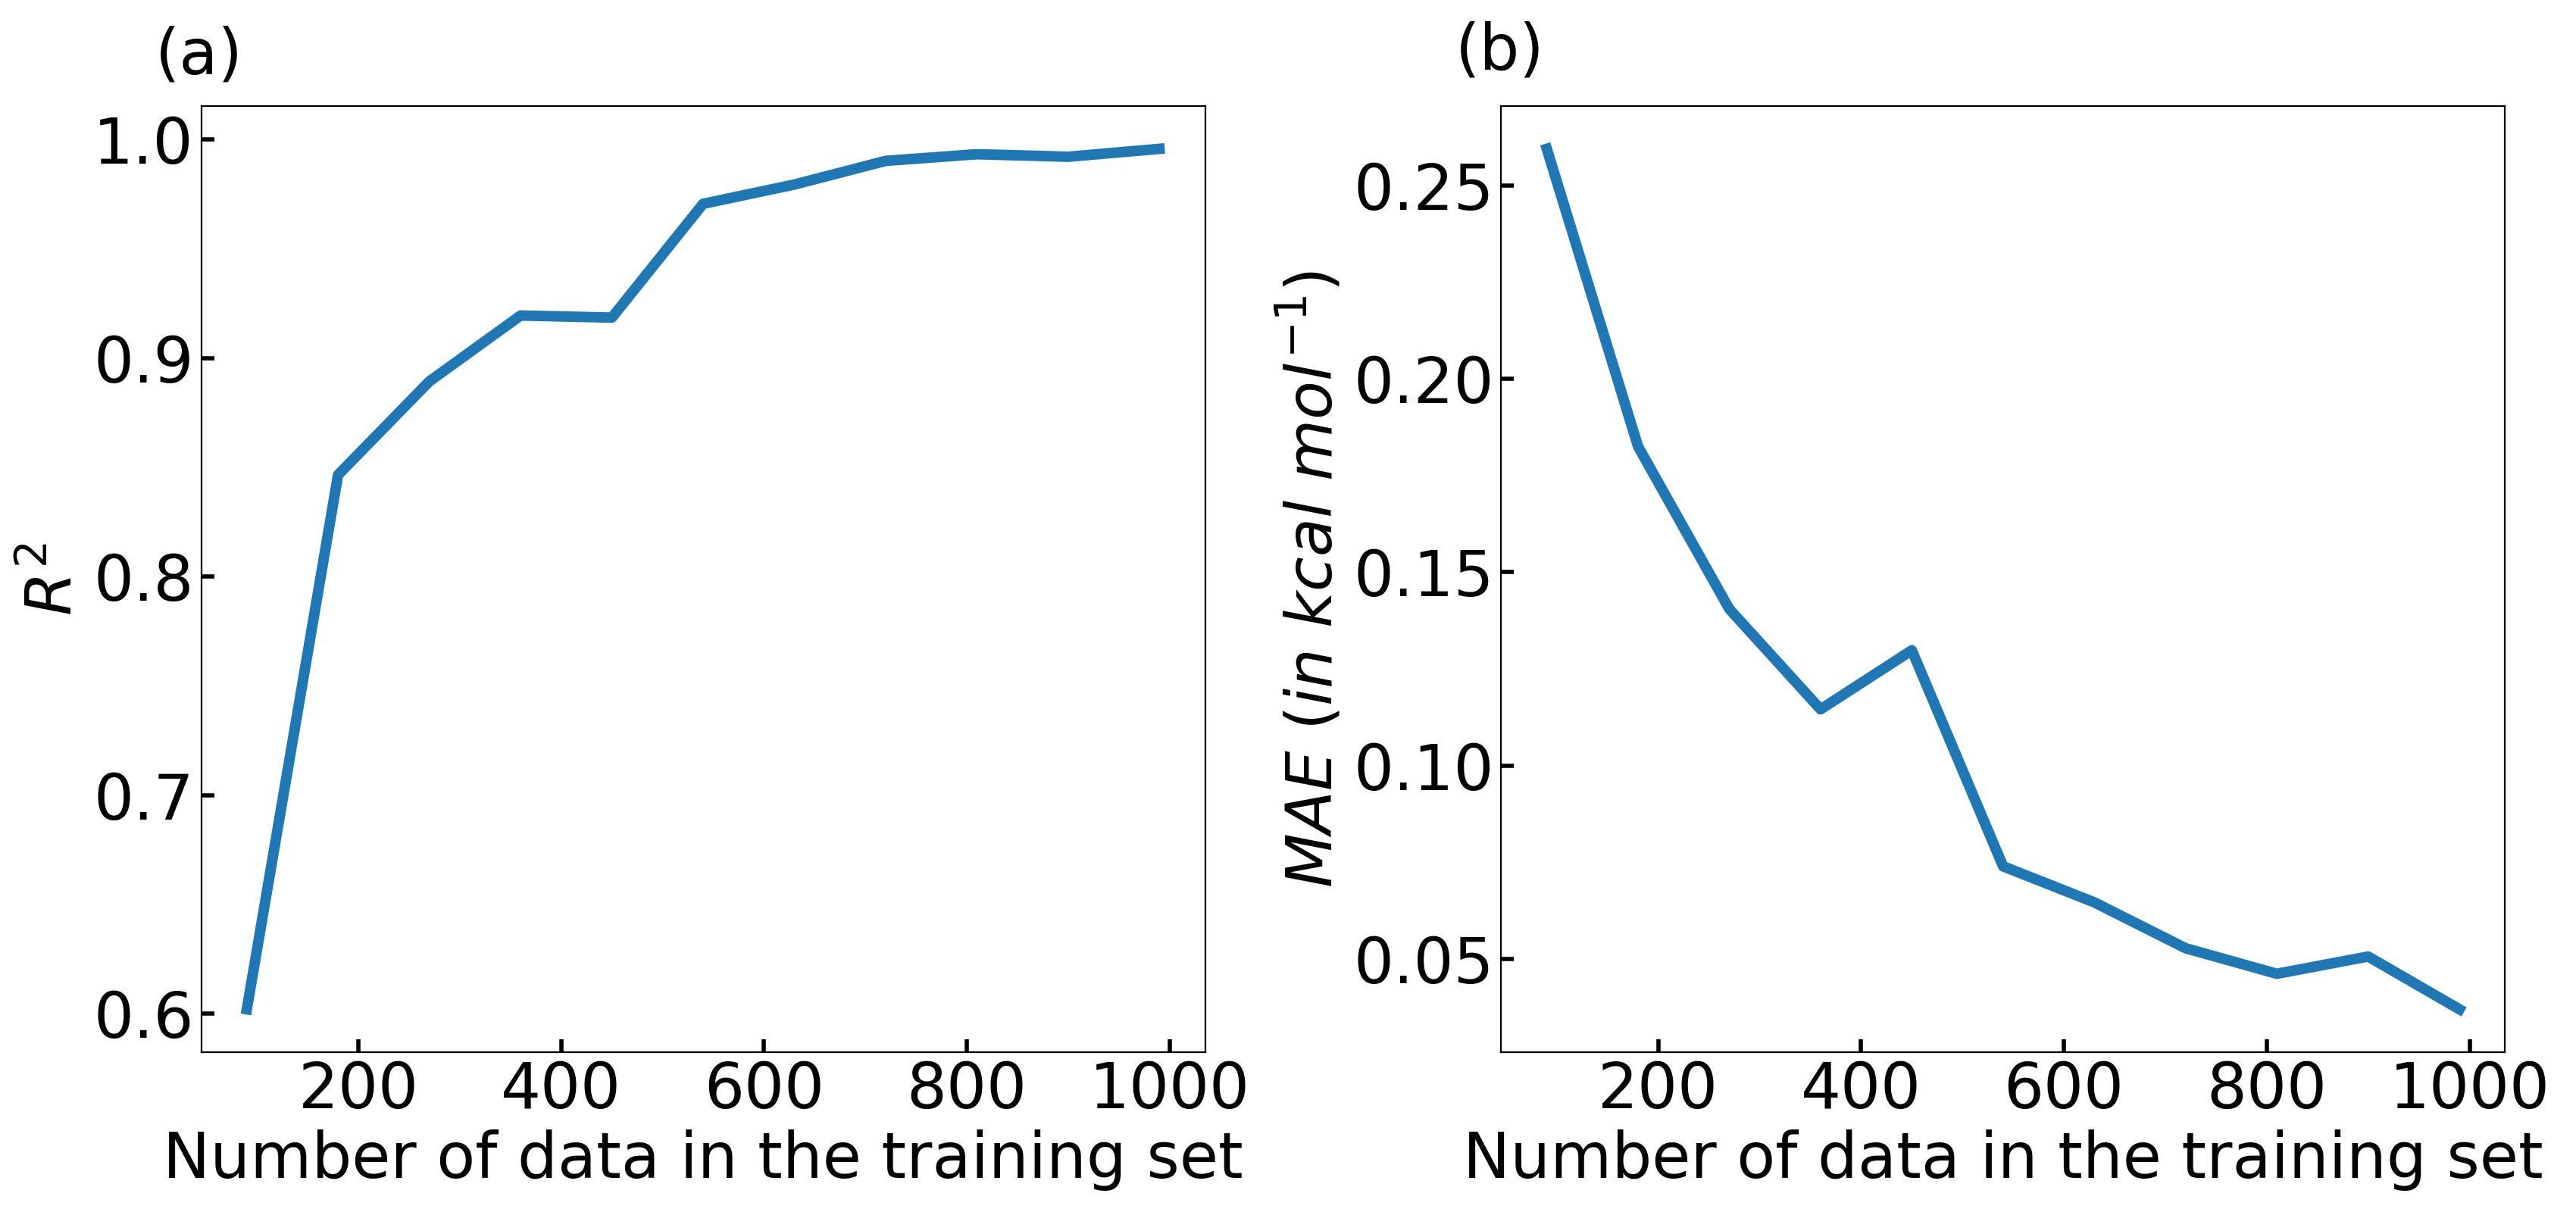 (a)
1.0
0.9
0.8
0.7
0.6
R²
200 400 600 800 1000
Number of data in the training set
(b)
0.25
0.20
0.15
0.10
0.05
MAE (in kcal mol⁻¹)
200 400 600 800 1000
Number of data in the training set